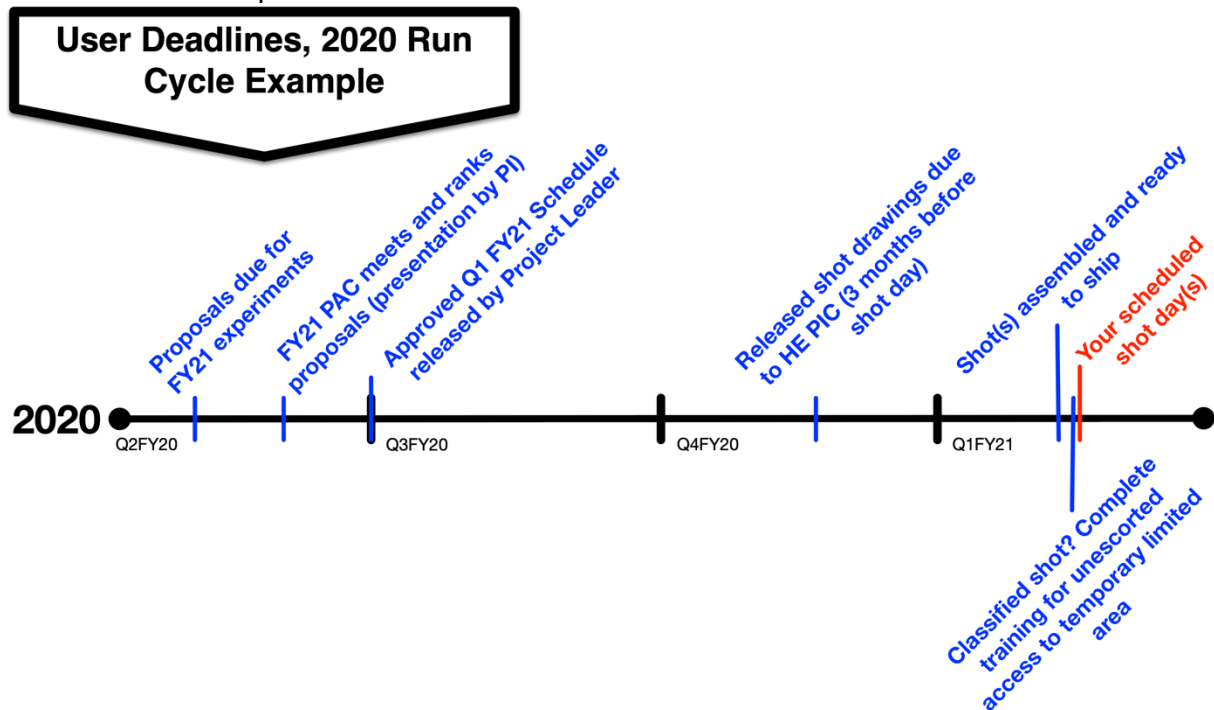 User Deadlines, 2020 Run
Cycle Example
Proposals due for
FY21 experiments
FY21 PAC meets and ranks
proposals (presentation by PI)
Approved Q1 FY21 Schedule
released by Project Leader
Released shot drawings due
to HE PIC (3 months before
shot day)
Shot(s) assembled and ready
to ship
Your scheduled
shot day(s)
2020
Q2FY20
Q3FY20
Q4FY20
Q1FY21
Classified shot? Complete
training for unescorted
access to temporary limited
area